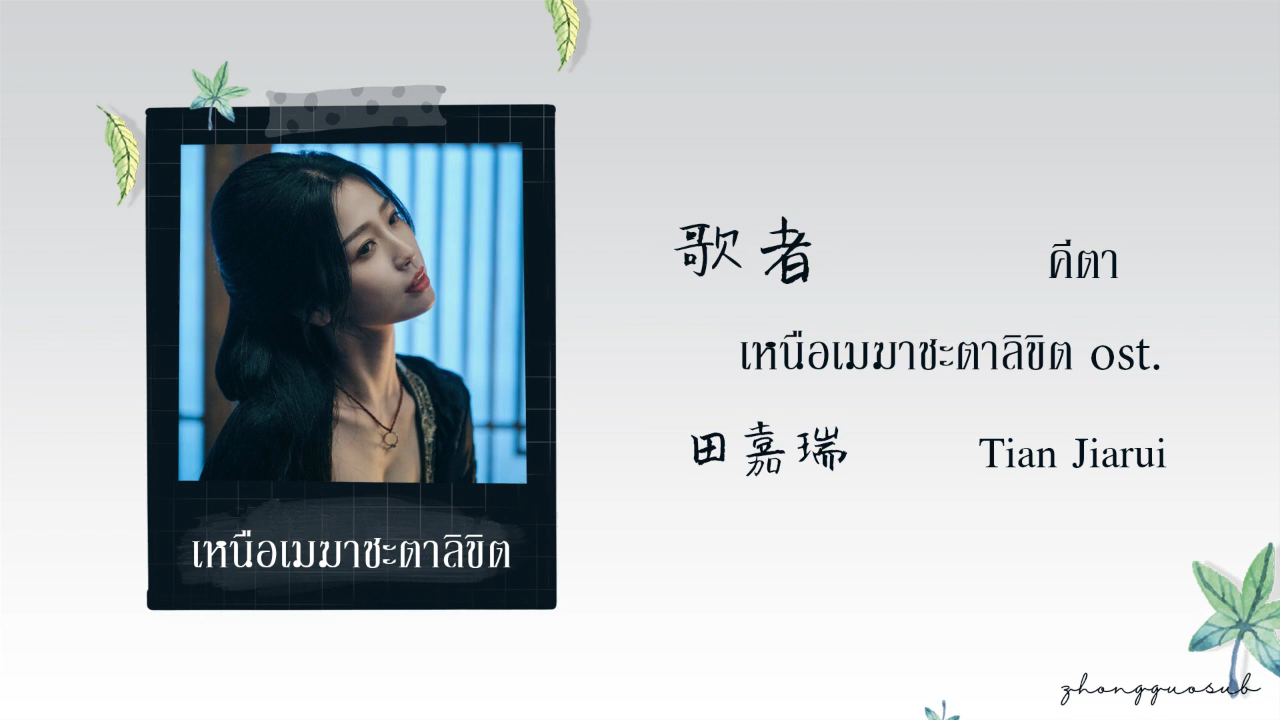 เหนือเมฆาชะตาลิขิต
歌者 คีตา
เหนือเมฆาชะตาลิขิต ost.
田嘉瑞 Tian Jiarui
zhongguosub